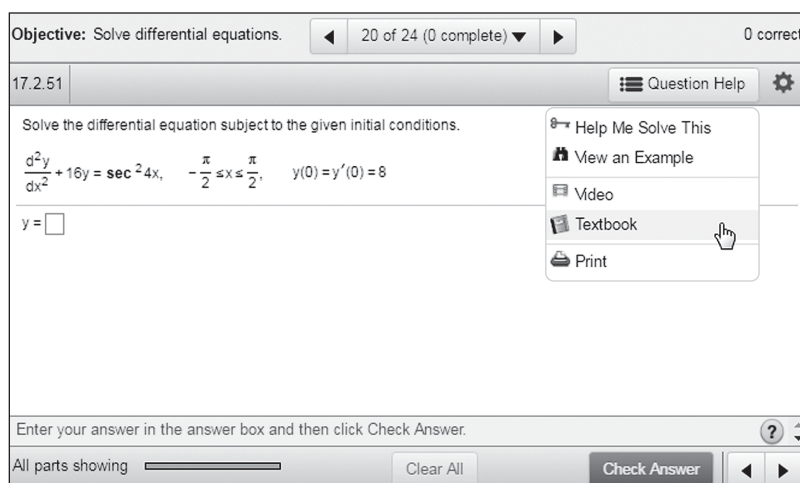 Objective: Solve differential equations.
20 of 24 (0 complete)
0 correct
17.2.51
Question Help
Solve the differential equation subject to the given initial conditions.
d²y/dx² + 16y = sec ² 4x, -π/2 ≤ x ≤ π/2, y(0) = y′(0) = 8
y =
Help Me Solve This
View an Example
Video
Textbook
Print
Enter your answer in the answer box and then click Check Answer.
?
All parts showing
Clear All
Check Answer